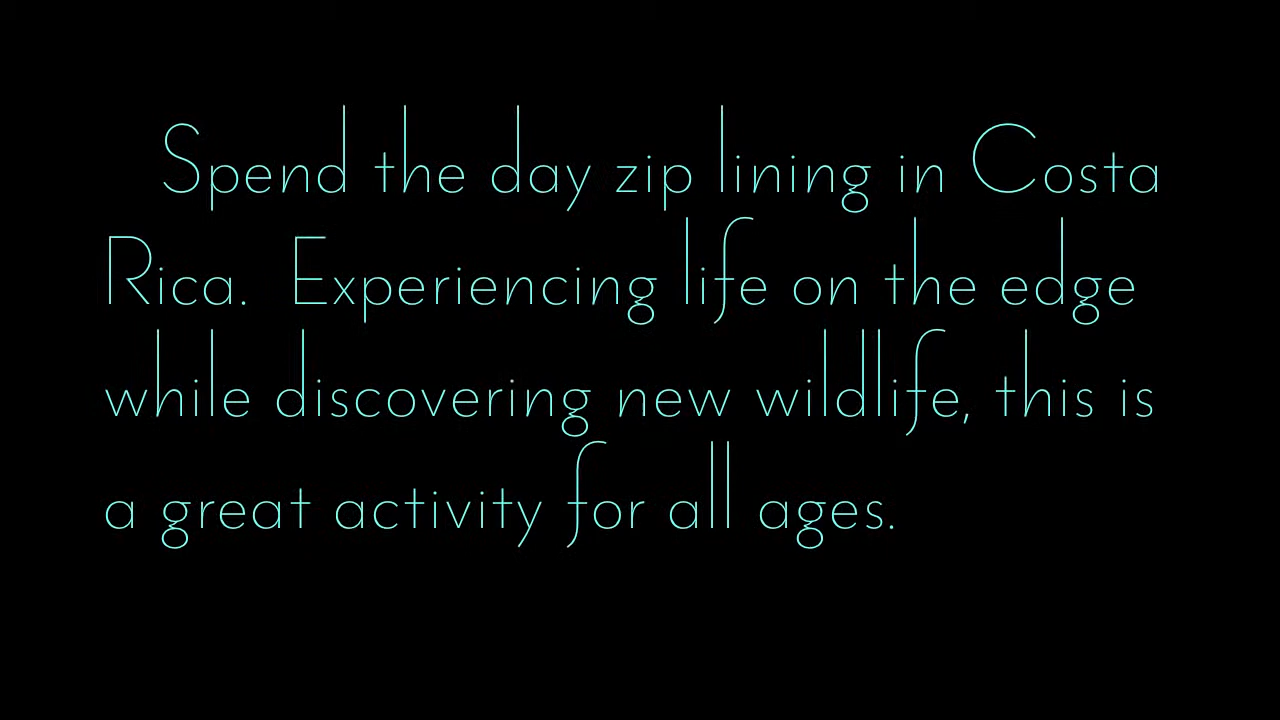 Spend the day zip lining in Costa
Rica.  Experiencing life on the edge
while discovering new wildlife, this is
a great activity for all ages.